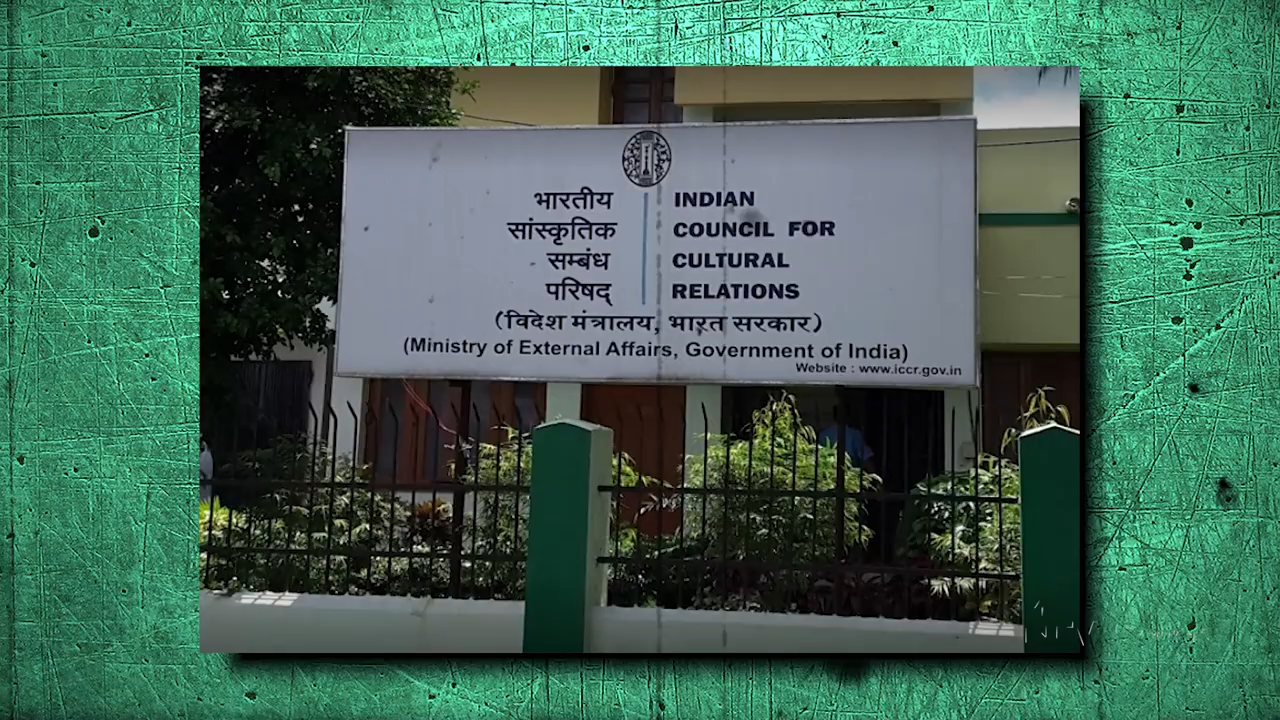 भारतीय
सांस्कृतिक
सम्बंध
परिषद्
INDIAN
COUNCIL FOR
CULTURAL
RELATIONS
(विदेश मंत्रालय, भारत सरकार)
(Ministry of External Affairs, Government of India)
Website : www.iccr.gov.in